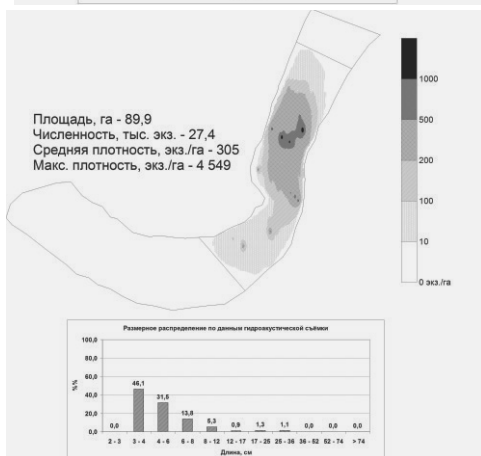 Площадь, га - 89,9
Численность, тыс. экз. - 27,4
Средняя плотность, экз./га - 305
Макс. плотность, экз./га - 4 549
1000
500
200
100
10
0 экз./га
Размерное распределение по данным гидроакустической съёмки
%%
100,0
80,0
60,0
40,0
20,0
0,0
0,0 46,1 31,5 13,8 5,3 0,9 1,3 1,1 0,0 0,0 0,0
2 - 3 3 - 4 4 - 6 6 - 8 8 - 12 12 - 17 17 - 25 25 - 36 36 - 52 52 - 74 > 74
Длина, см